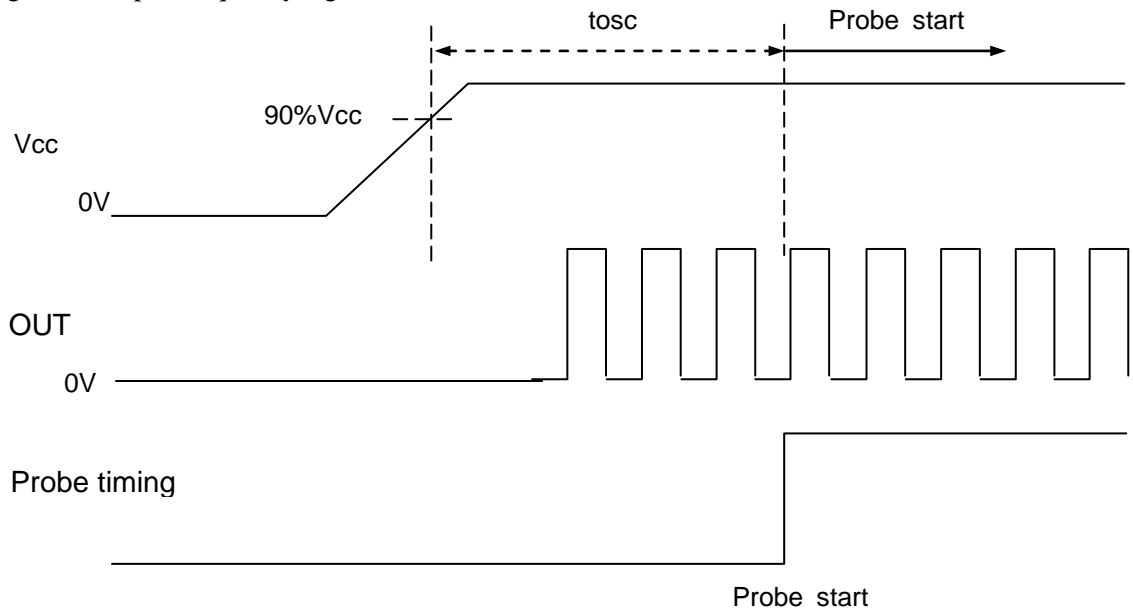 tosc Probe start
90%Vcc
Vcc
0V
OUT
0V
Probe timing
Probe start